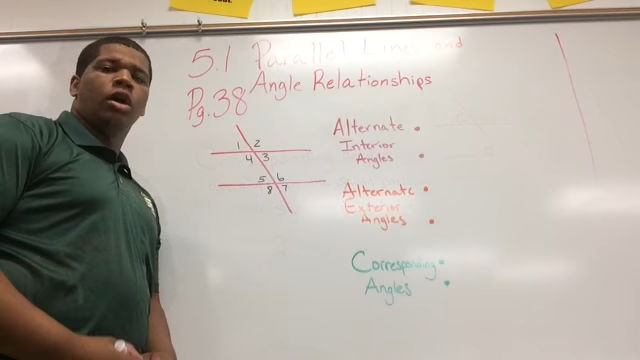 5.1 Parallel Lines and
Pg.38 Angle Relationships
1 2
4 3
5 6
8 7
Alternate
Interior
Angles
Alternate
Exterior
Angles
Corresponding
Angles